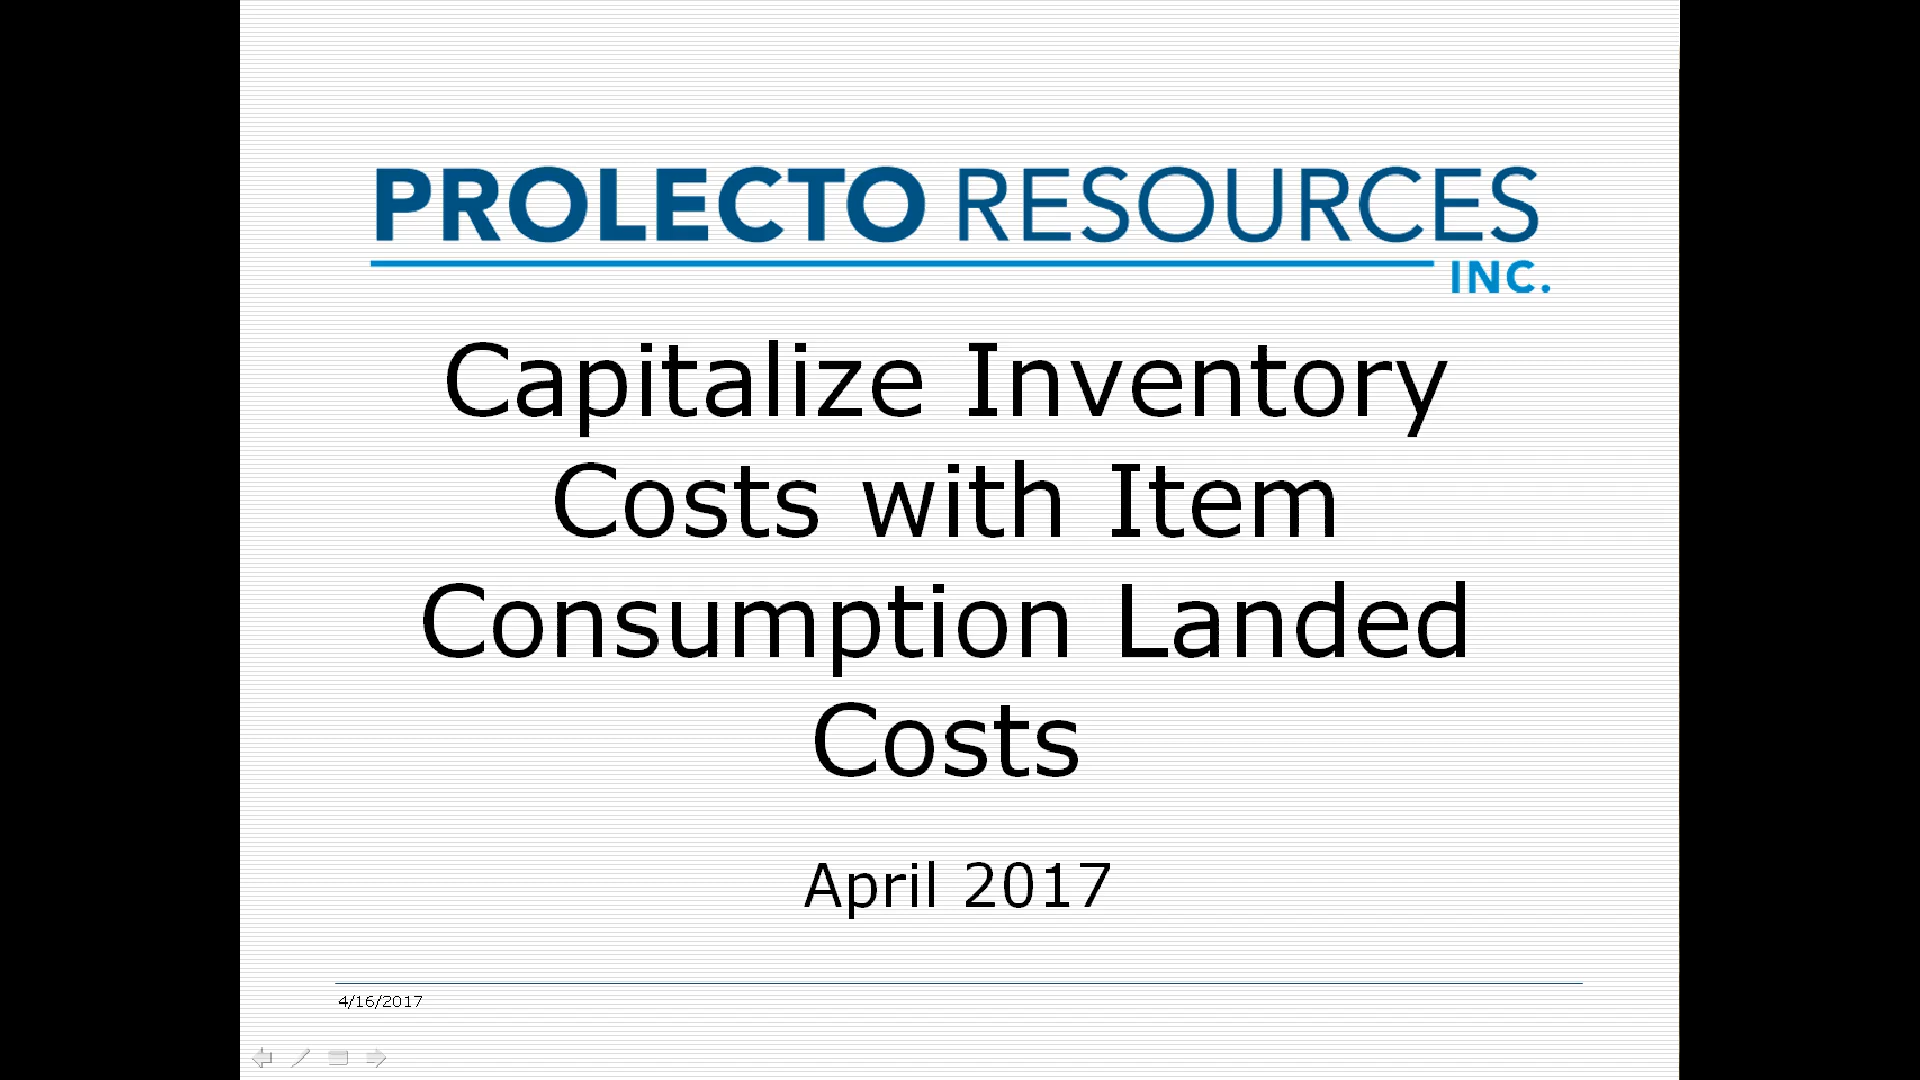 PROLECTO RESOURCES
INC.
Capitalize Inventory
Costs with Item
Consumption Landed
Costs
April 2017
4/16/2017